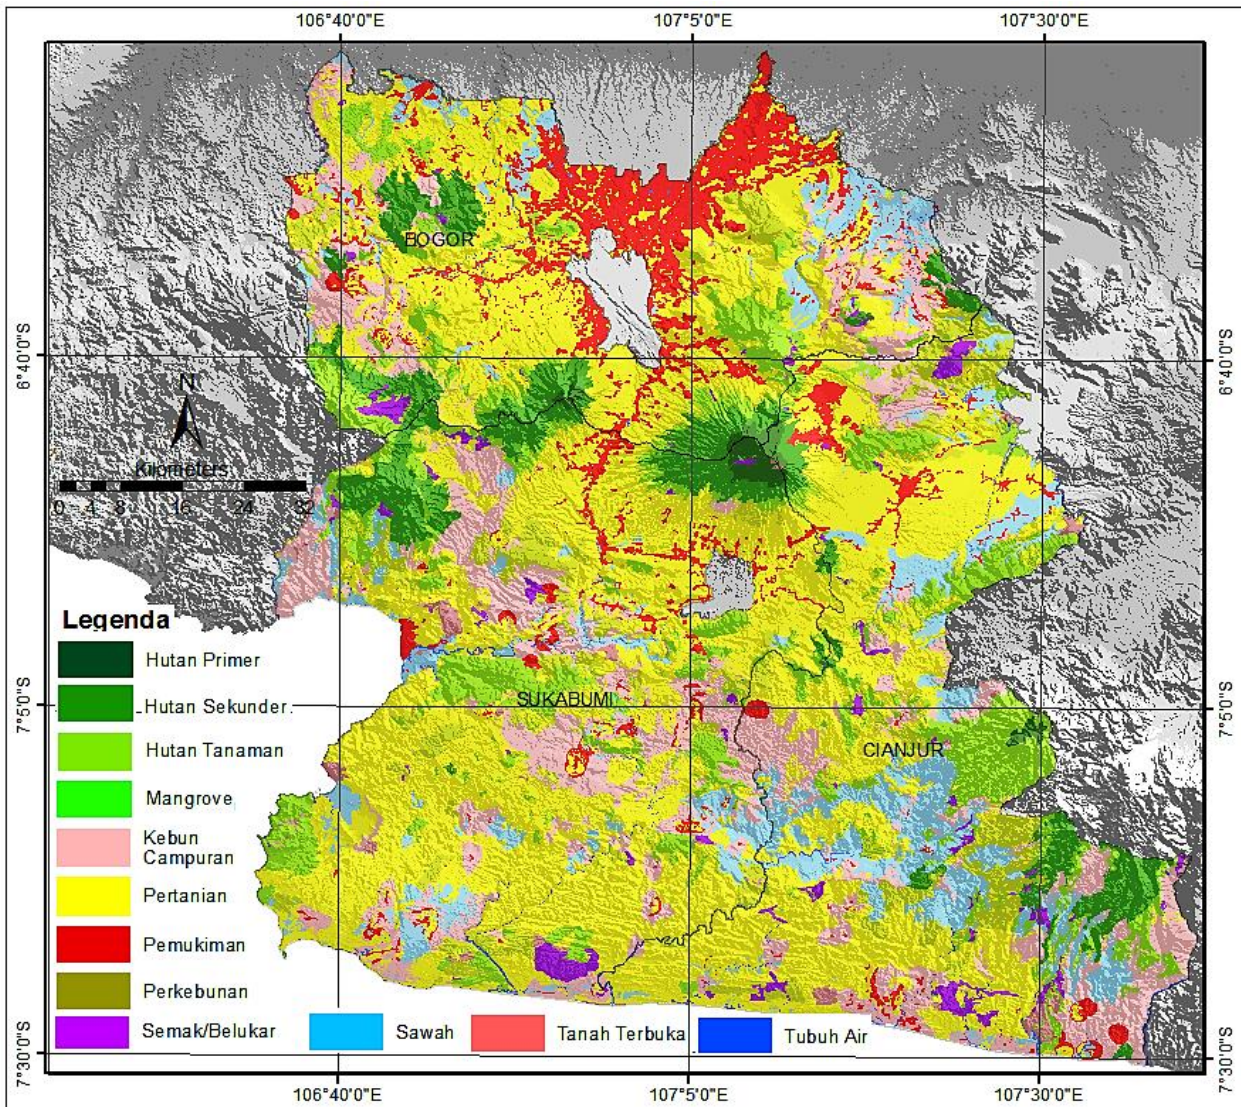 106°40'0"E 107°5'0"E 107°30'0"E
BOGOR
6°40'0"S 6°40'0"S
N
Kilometers
0 4 8 16 24 32
Legenda
Hutan Primer
Hutan Sekunder
Hutan Tanaman
Mangrove
Kebun
Campuran
Pertanian
Pemukiman
Perkebunan
Semak/Belukar
Sawah
Tanah Terbuka
Tubuh Air
SUKABUMI
CIANJUR
7°5'0"S 7°5'0"S
7°30'0"S 7°30'0"S
106°40'0"E 107°5'0"E 107°30'0"E